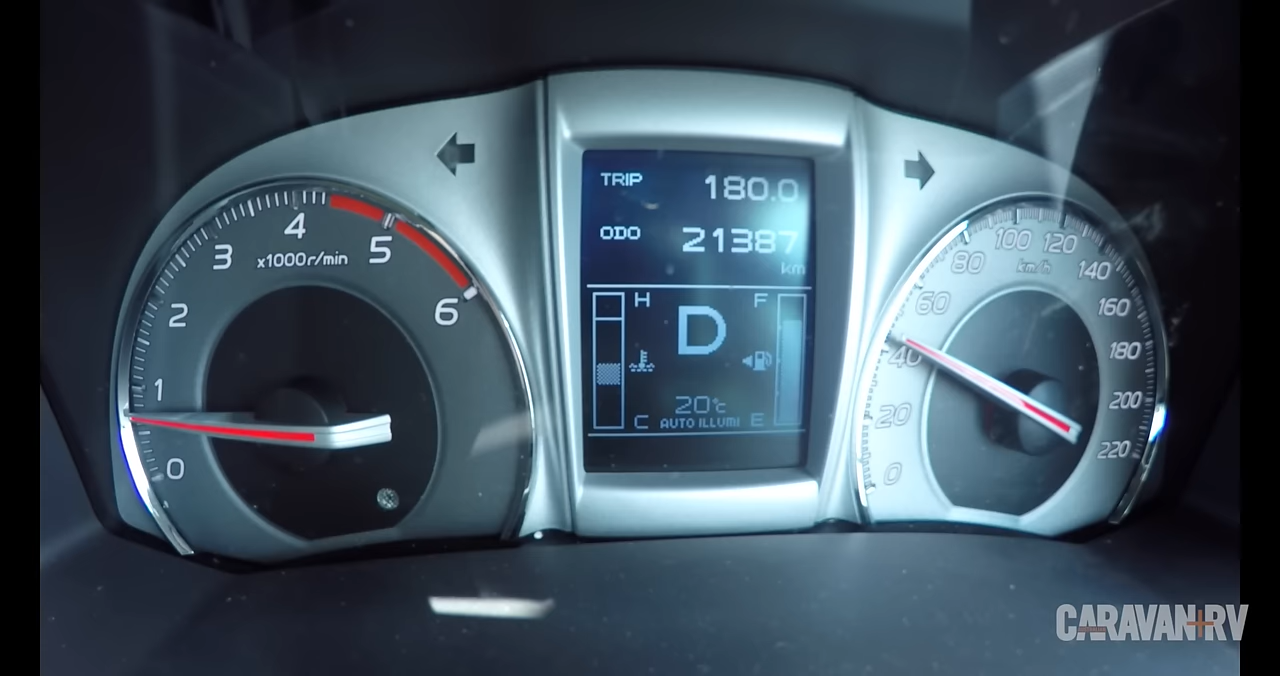 TRIP 180.0
ODO 21387
km
4
3
5
x1000r/min
2
6
1
0
H
F
D
20℃
C AUTO ILLUMI E
100 120
80 km/h 140
60
160
40
180
20
200
0
220
CARAVAN+RV